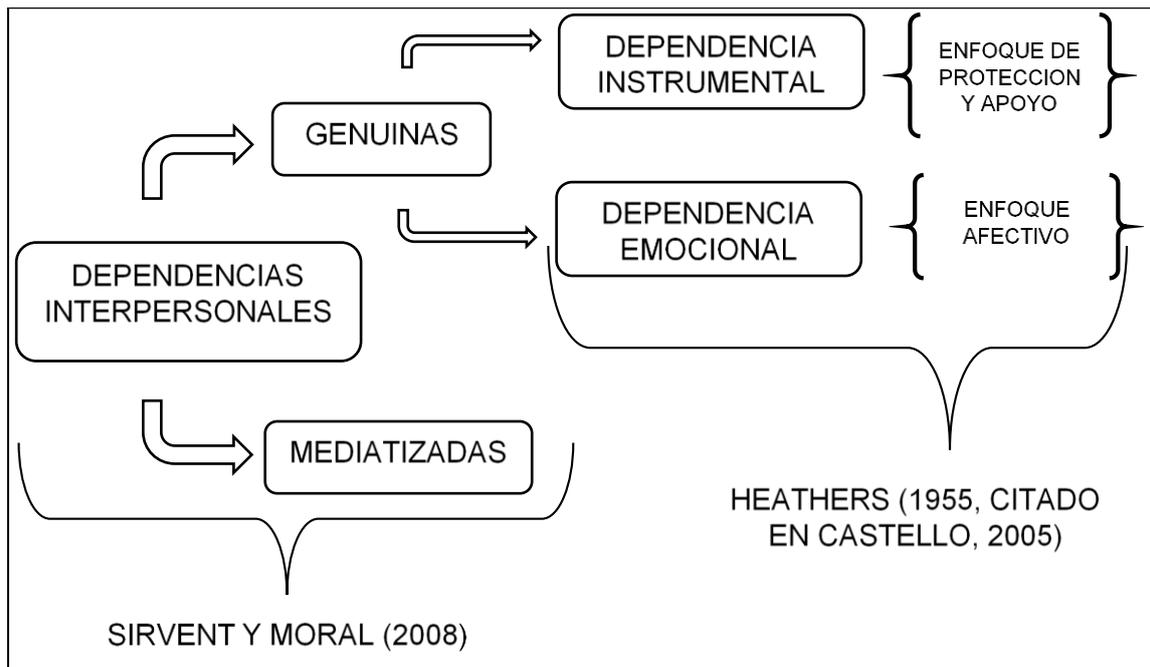 DEPENDENCIA
INSTRUMENTAL
ENFOQUE DE
PROTECCION
Y APOYO
GENUINAS
DEPENDENCIA
EMOCIONAL
ENFOQUE
AFECTIVO
DEPENDENCIAS
INTERPERSONALES
MEDIATIZADAS
HEATHERS (1955, CITADO
EN CASTELLO, 2005)
SIRVENT Y MORAL (2008)